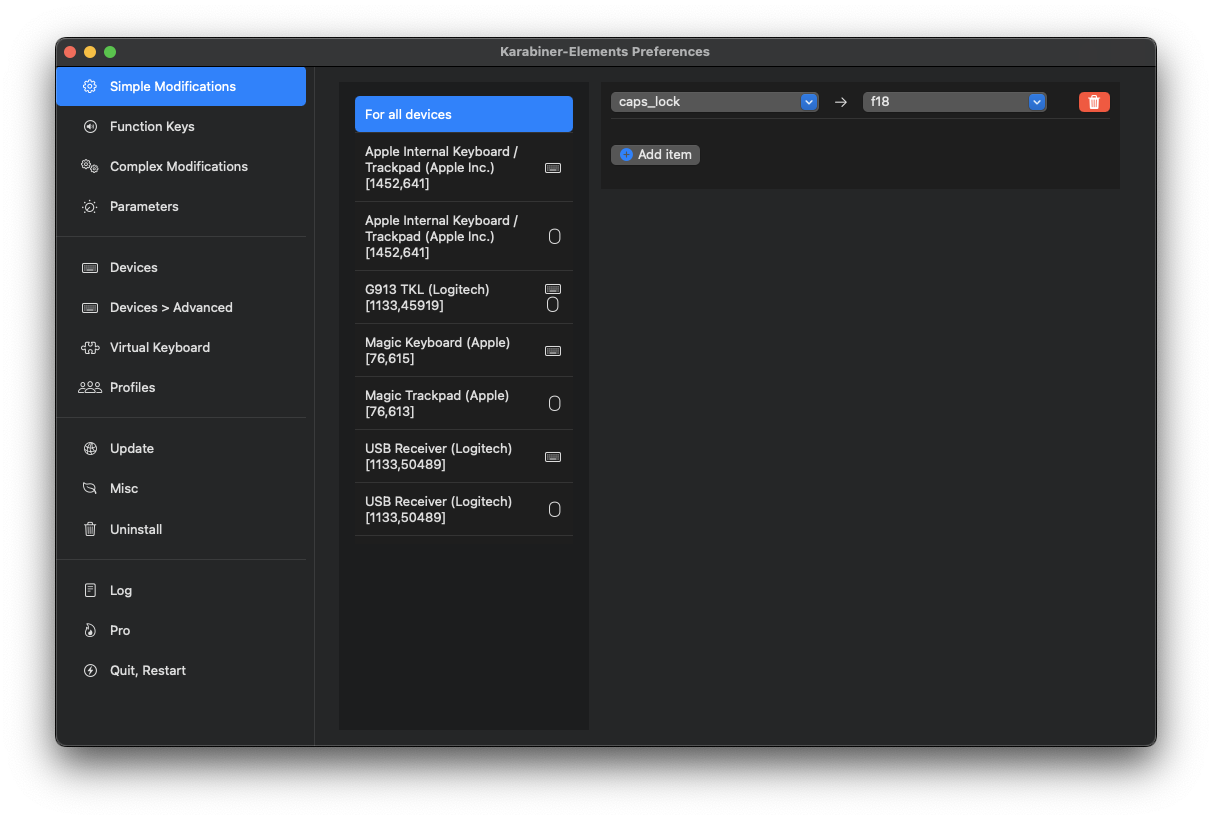 Karabiner-Elements Preferences
Simple Modifications
Function Keys
Complex Modifications
Parameters
Devices
Devices > Advanced
Virtual Keyboard
Profiles
Update
Misc
Uninstall
Log
Pro
Quit, Restart
For all devices
Apple Internal Keyboard /
Trackpad (Apple Inc.)
[1452,641]
Apple Internal Keyboard /
Trackpad (Apple Inc.)
[1452,641]
G913 TKL (Logitech)
[1133,45919]
Magic Keyboard (Apple)
[76,615]
Magic Trackpad (Apple)
[76,613]
USB Receiver (Logitech)
[1133,50489]
USB Receiver (Logitech)
[1133,50489]
caps_lock → f18
Add item